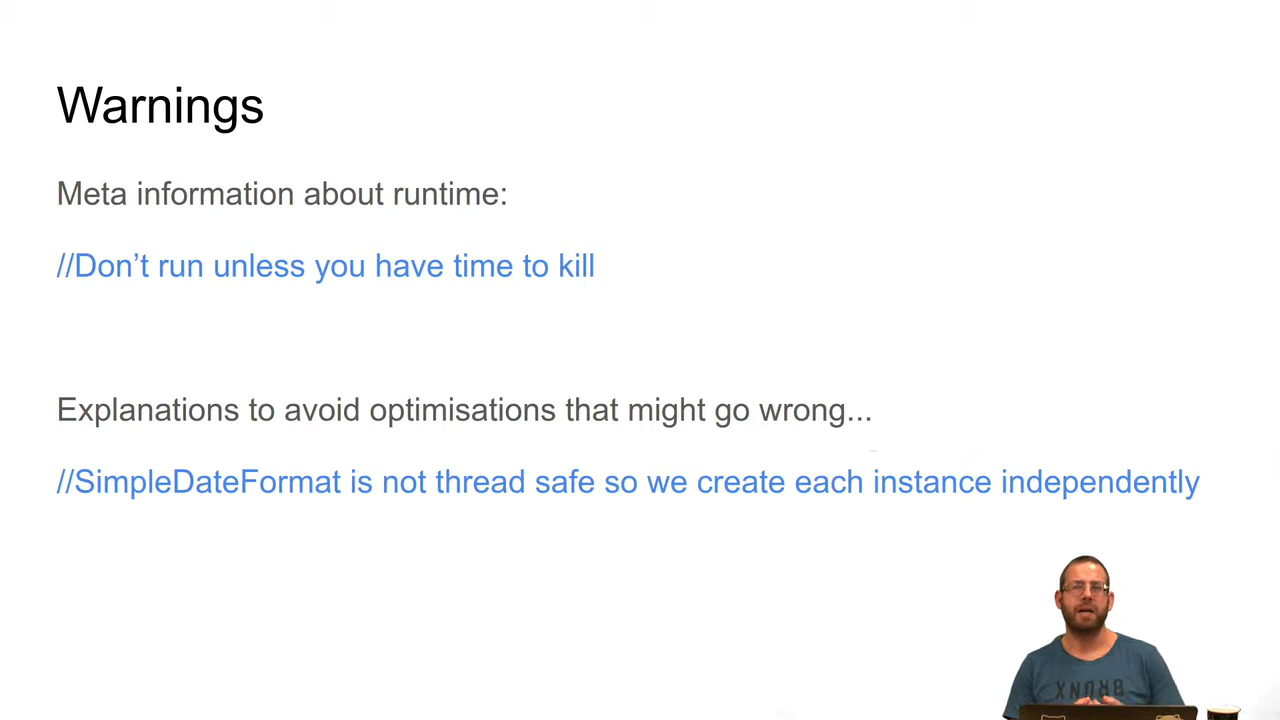 Warnings
Meta information about runtime:
//Don’t run unless you have time to kill
Explanations to avoid optimisations that might go wrong...
//SimpleDateFormat is not thread safe so we create each instance independently
BRONX